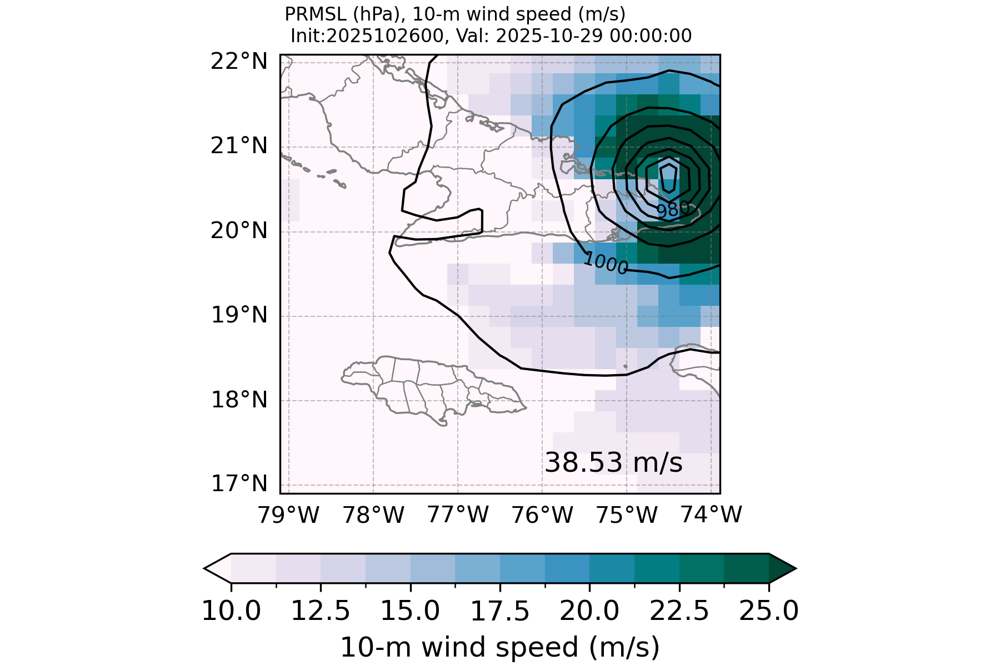 PRMSL (hPa), 10-m wind speed (m/s)
Init:2025102600, Val: 2025-10-29 00:00:00
22°N
21°N
980
20°N
1000
19°N
18°N
38.53 m/s
17°N
79°W 78°W 77°W 76°W 75°W 74°W
10.0 12.5 15.0 17.5 20.0 22.5 25.0
10-m wind speed (m/s)